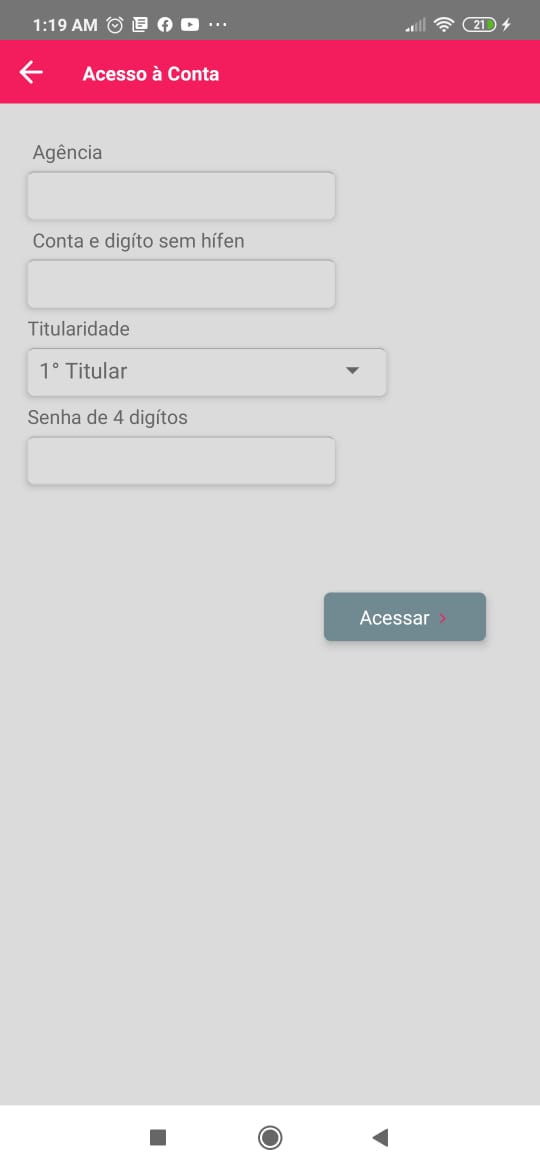 1:19 AM
21
Acesso à Conta
Agência
Conta e digíto sem hífen
Titularidade
1° Titular
Senha de 4 digítos
Acessar